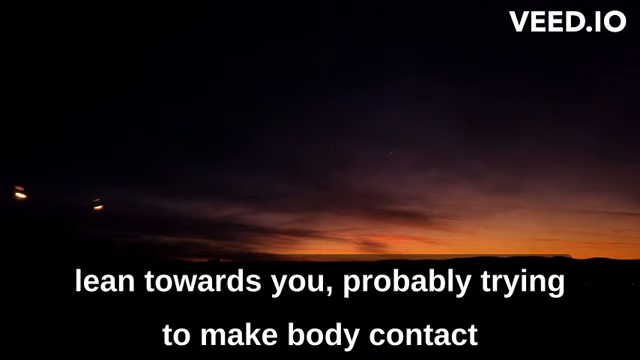 VEED.IO
lean towards you, probably trying
to make body contact